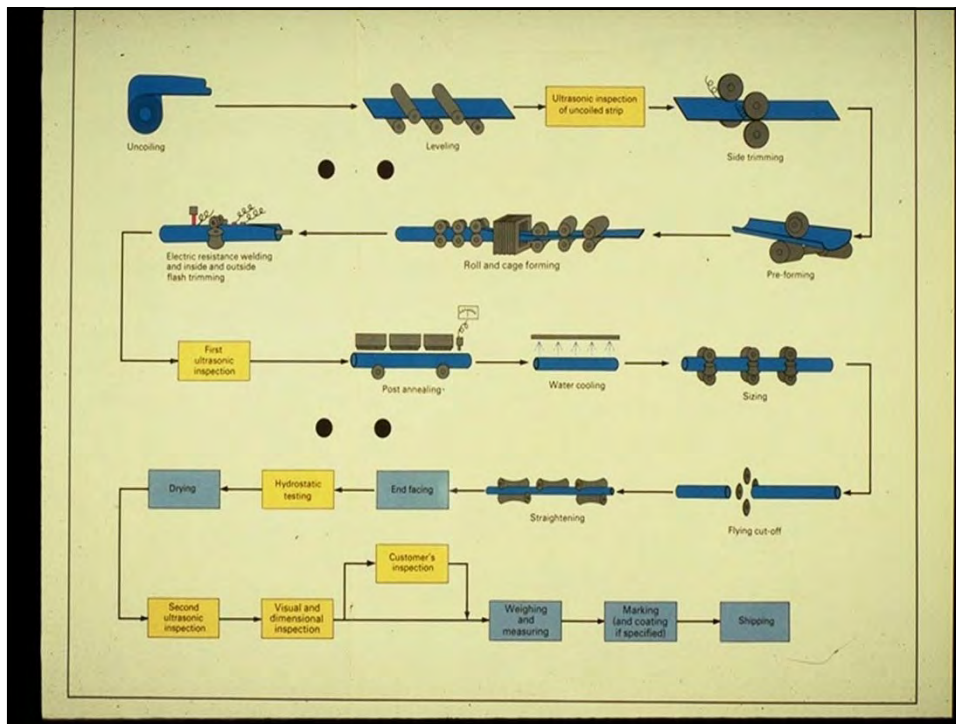 Uncoiling
Leveling
Ultrasonic inspection
of uncoiled strip
Side trimming
Electric resistance welding
and inside and outside
flash trimming
Roll and cage forming
Pre-forming
First
ultrasonic
inspection
Post annealing
Water cooling
Sizing
Drying
Hydrostatic
testing
End facing
Straightening
Flying cut-off
Customer's
inspection
Second
ultrasonic
inspection
Visual and
dimensional
inspection
Weighing
and
measuring
Marking
(and coating
if specified)
Shipping